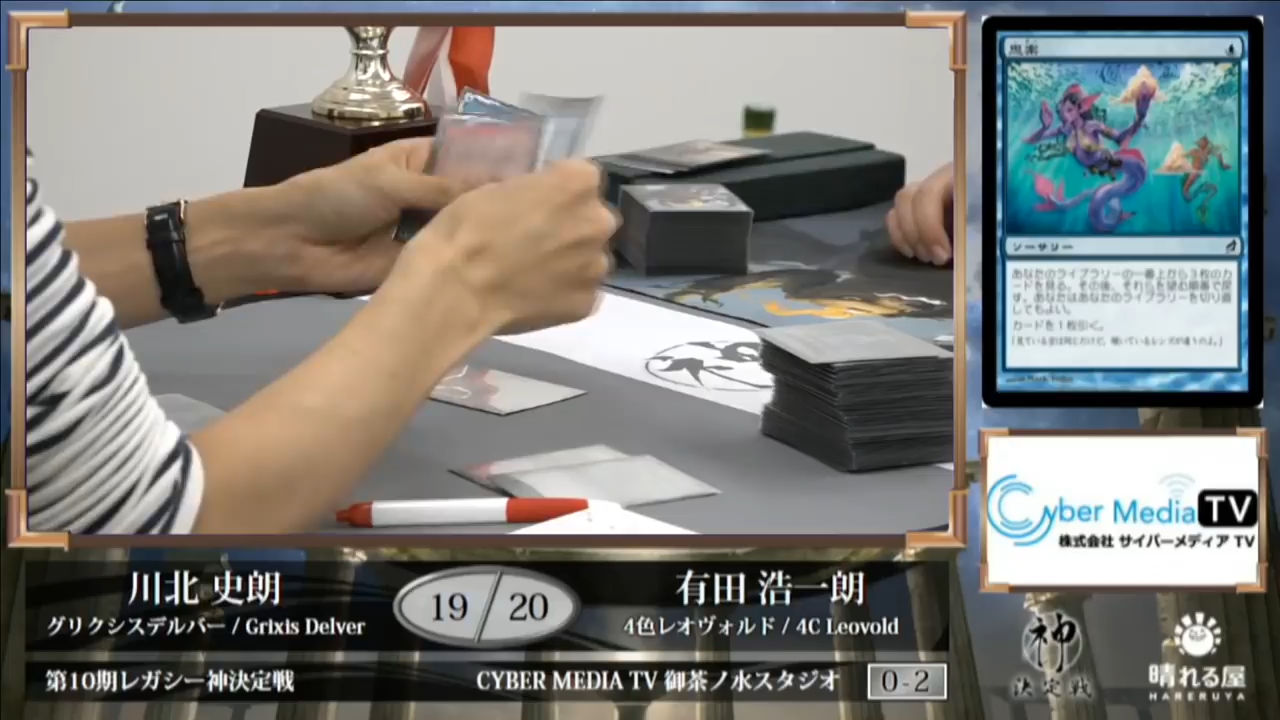 思案
ソーサリー
あなたのライブラリーの一番上から3枚のカ
ードを見る。その後、それらを望む順番で戻
す。あなたはあなたのライブラリーを切り直
してもよい。
カードを1枚引く。
Cyber Media TV
株式会社 サイバーメディア TV
川北 史朗
グリクシスデルバー / Grixis Delver
19 / 20
有田 浩一朗
4色レオヴォルド / 4C Leovold
第10期レガシー神決定戦
CYBER MEDIA TV 御茶ノ水スタジオ
0-2
神
決定戦
晴れる屋
HARERUYA